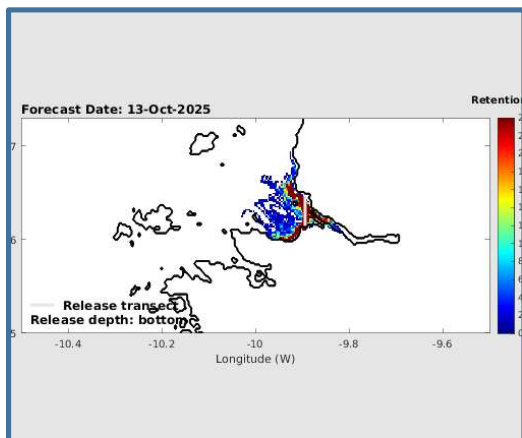 Retention
Forecast Date: 13-Oct-2025
7
6
5
Release transect
Release depth: bottom
-10.4 -10.2 -10 -9.8 -9.6
Longitude (W)